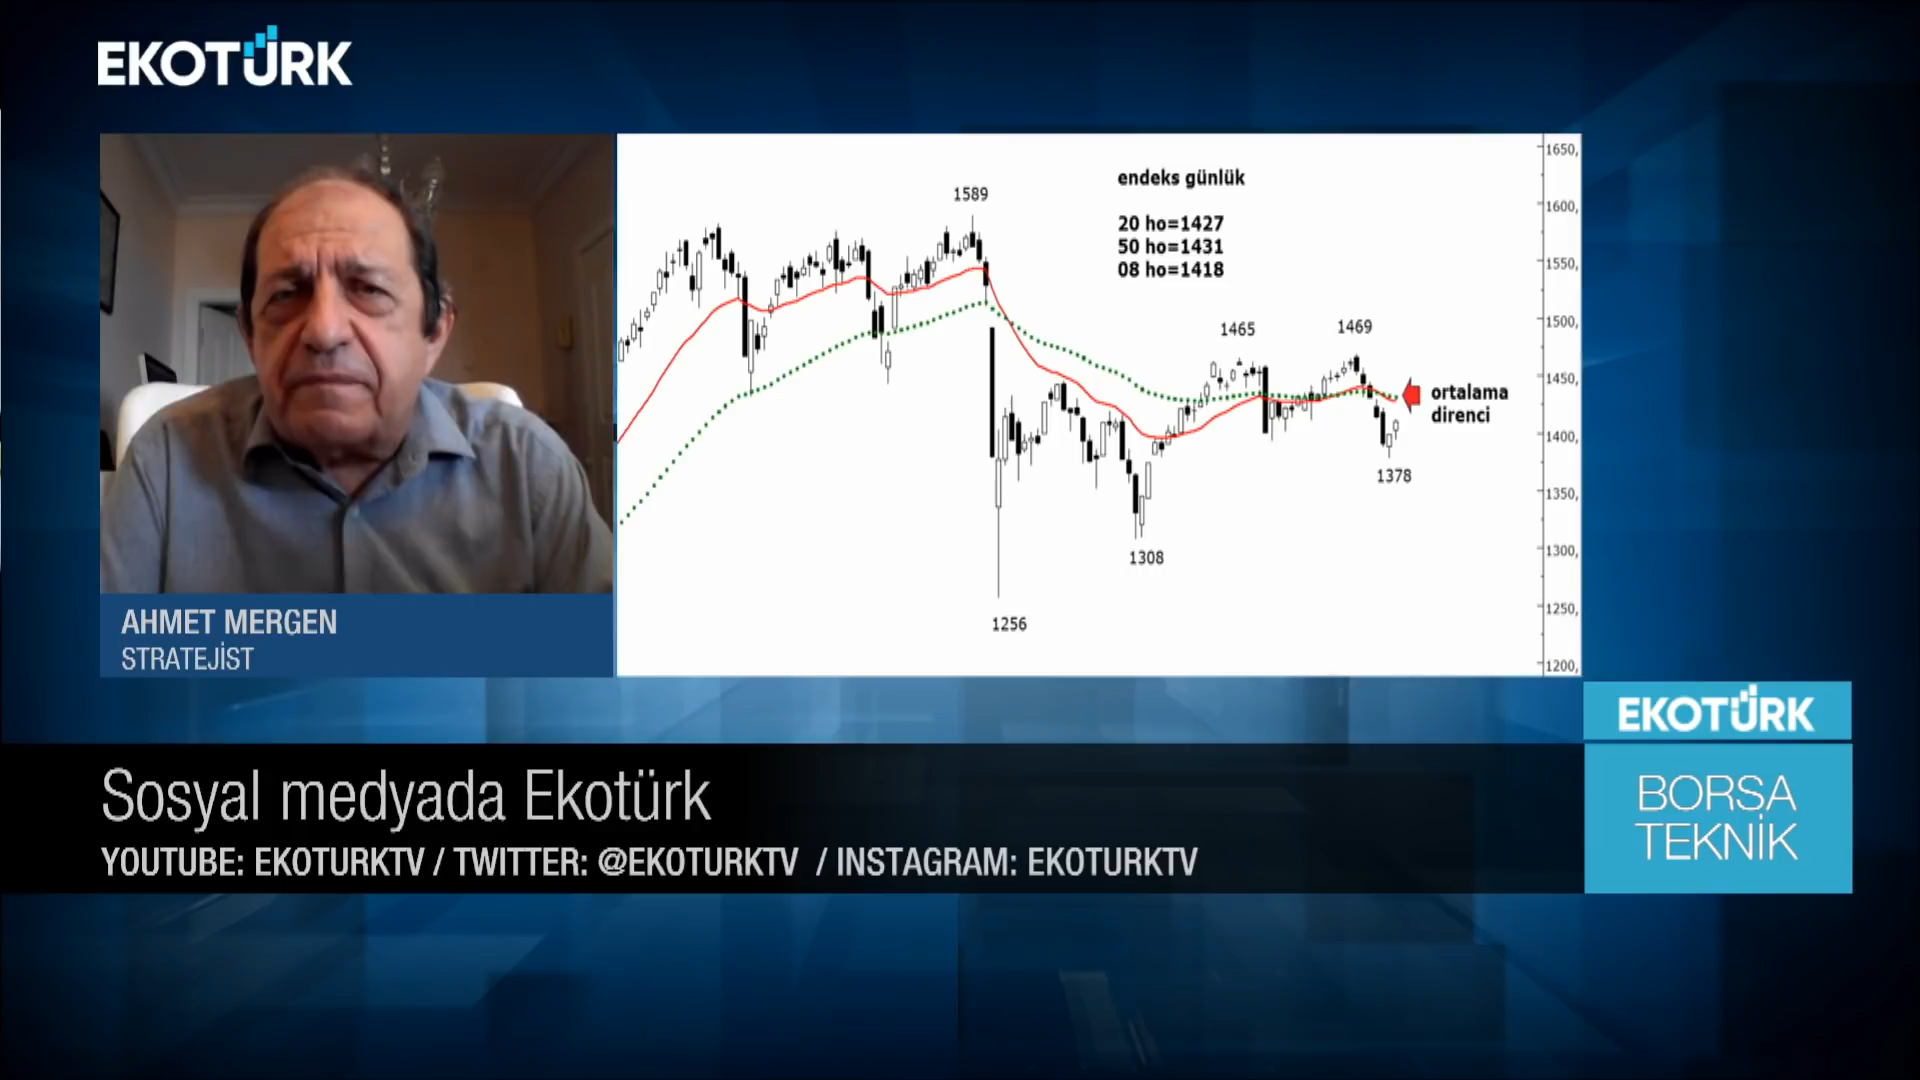 EKOTÜRK
1589
endeks günlük
20 ho=1427
50 ho=1431
08 ho=1418
1465
1469
ortalama
direnci
1378
1308
1256
1650,
1600,
1550,
1500,
1450,
1400,
1350,
1300,
1250,
1200,
AHMET MERGEN
STRATEJİST
EKOTÜRK
BORSA
TEKNİK
Sosyal medyada Ekotürk
YOUTUBE: EKOTURKTV / TWITTER: @EKOTURKTV / INSTAGRAM: EKOTURKTV